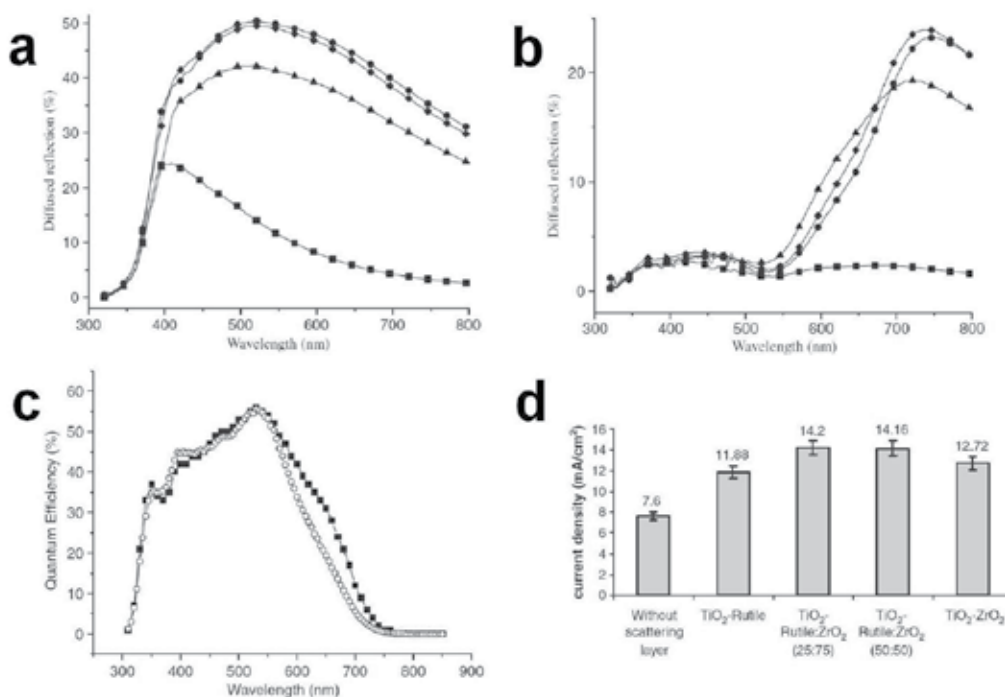 a
50
40
30
20
10
0
Diffused reflection (%)
300 400 500 600 700 800
Wavelength (nm)
b
20
10
0
Diffused reflection (%)
300 400 500 600 700 800
Wavelength (nm)
c
60
50
40
30
20
10
0
Quantum Efficiency (%)
300 400 500 600 700 800 900
Wavelength (nm)
d
16
14
12
10
8
6
4
2
0
current density (mA/cm²)
7.6
11.88
14.2
14.16
12.72
Without
scattering
layer
TiO₂-Rutile
TiO₂-
Rutile:ZrO₂
(25:75)
TiO₂-
Rutile:ZrO₂
(50:50)
TiO₂-ZrO₂